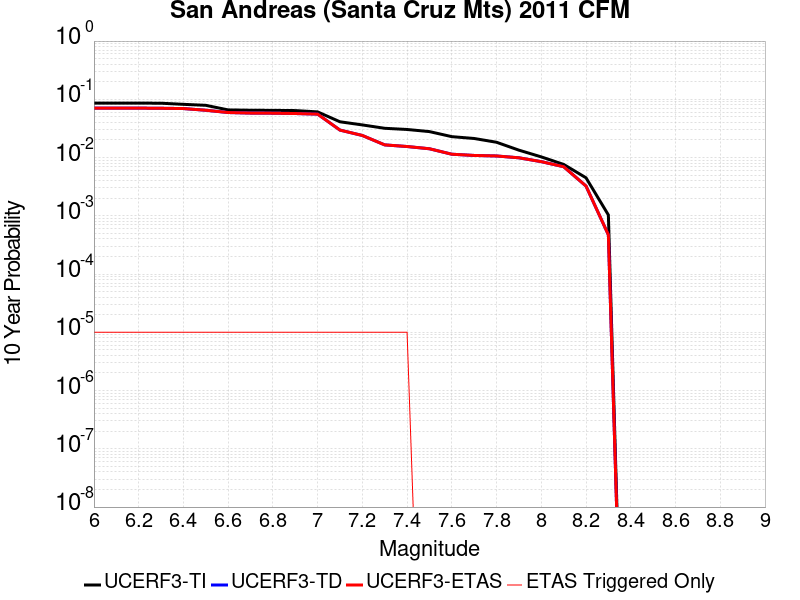 San Andreas (Santa Cruz Mts) 2011 CFM
10 0
10 -1
10 -2
10 -3
10 -4
10 -5
10 -6
10 -7
10 -8
10 Year Probability
6 6.2 6.4 6.6 6.8 7 7.2 7.4 7.6 7.8 8 8.2 8.4 8.6 8.8 9
Magnitude
UCERF3-TI UCERF3-TD UCERF3-ETAS ETAS Triggered Only